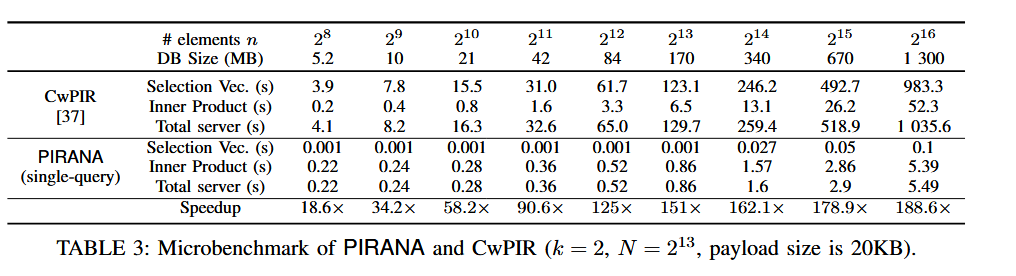 # elements n 2^8 2^9 2^10 2^11 2^12 2^13 2^14 2^15 2^16
DB Size (MB) 5.2 10 21 42 84 170 340 670 1 300
CwPIR [37]
Selection Vec. (s) 3.9 7.8 15.5 31.0 61.7 123.1 246.2 492.7 983.3
Inner Product (s) 0.2 0.4 0.8 1.6 3.3 6.5 13.1 26.2 52.3
Total server (s) 4.1 8.2 16.3 32.6 65.0 129.7 259.4 518.9 1 035.6
PIRANA (single-query)
Selection Vec. (s) 0.001 0.001 0.001 0.001 0.001 0.001 0.027 0.05 0.1
Inner Product (s) 0.22 0.24 0.28 0.36 0.52 0.86 1.57 2.86 5.39
Total server (s) 0.22 0.24 0.28 0.36 0.52 0.86 1.6 2.9 5.49
Speedup 18.6× 34.2× 58.2× 90.6× 125× 151× 162.1× 178.9× 188.6×
TABLE 3: Microbenchmark of PIRANA and CwPIR (k = 2, N = 2^13, payload size is 20KB).